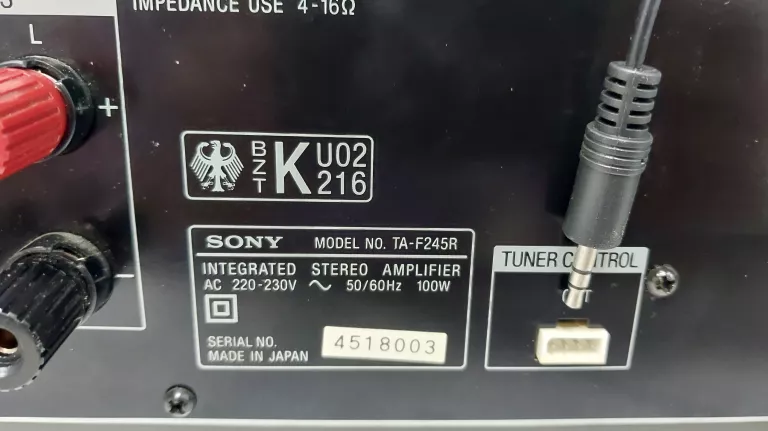 S
IMPEDANCE USE 4-16Ω
L
+
−
BZT K U02 216
SONY MODEL NO. TA-F245R
INTEGRATED STEREO AMPLIFIER
AC 220-230V ~ 50/60Hz 100W
SERIAL NO. 4518003
MADE IN JAPAN
TUNER CONTROL